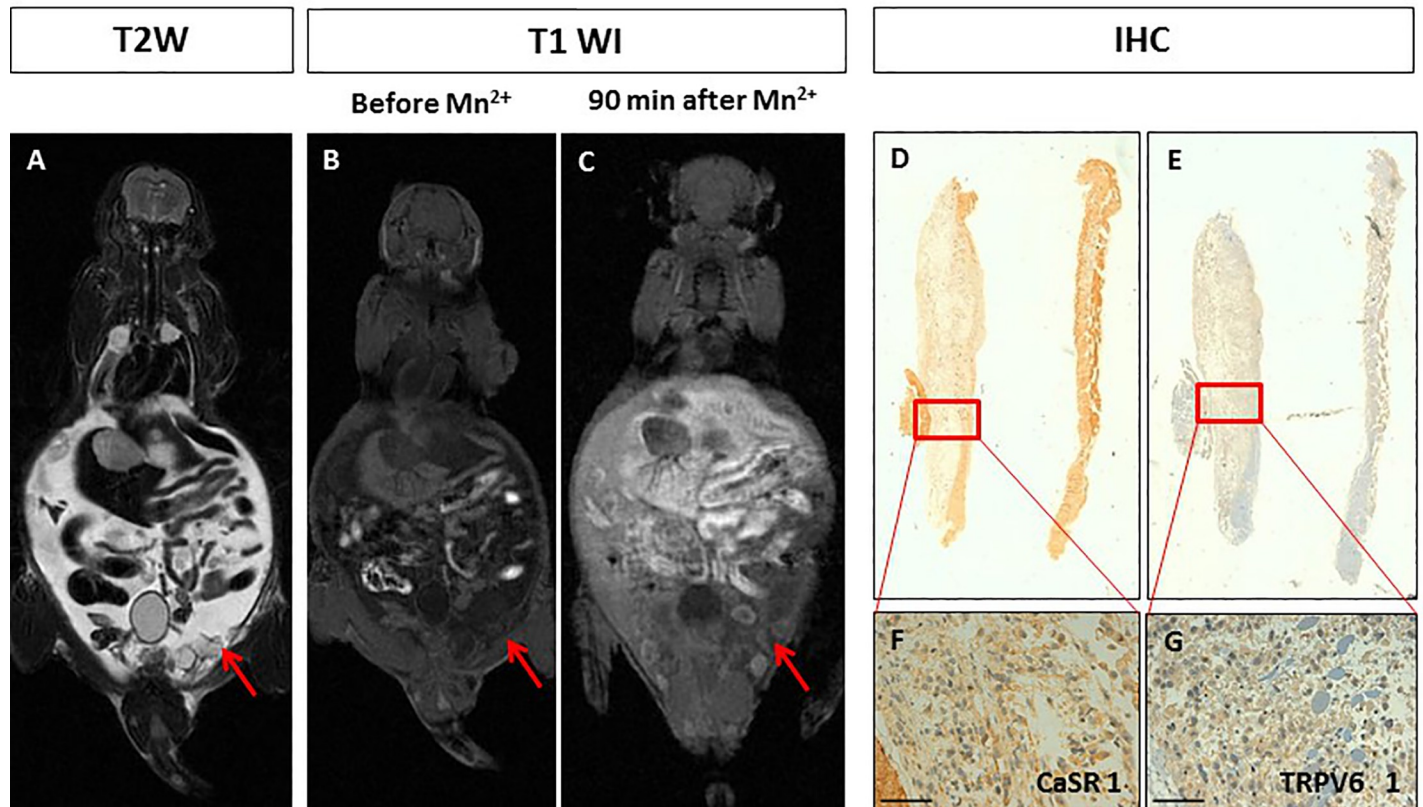 T2W
T1 WI
IHC
Before Mn²⁺
90 min after Mn²⁺
A
B
C
D
E
F
G
CaSR 1
TRPV6 1